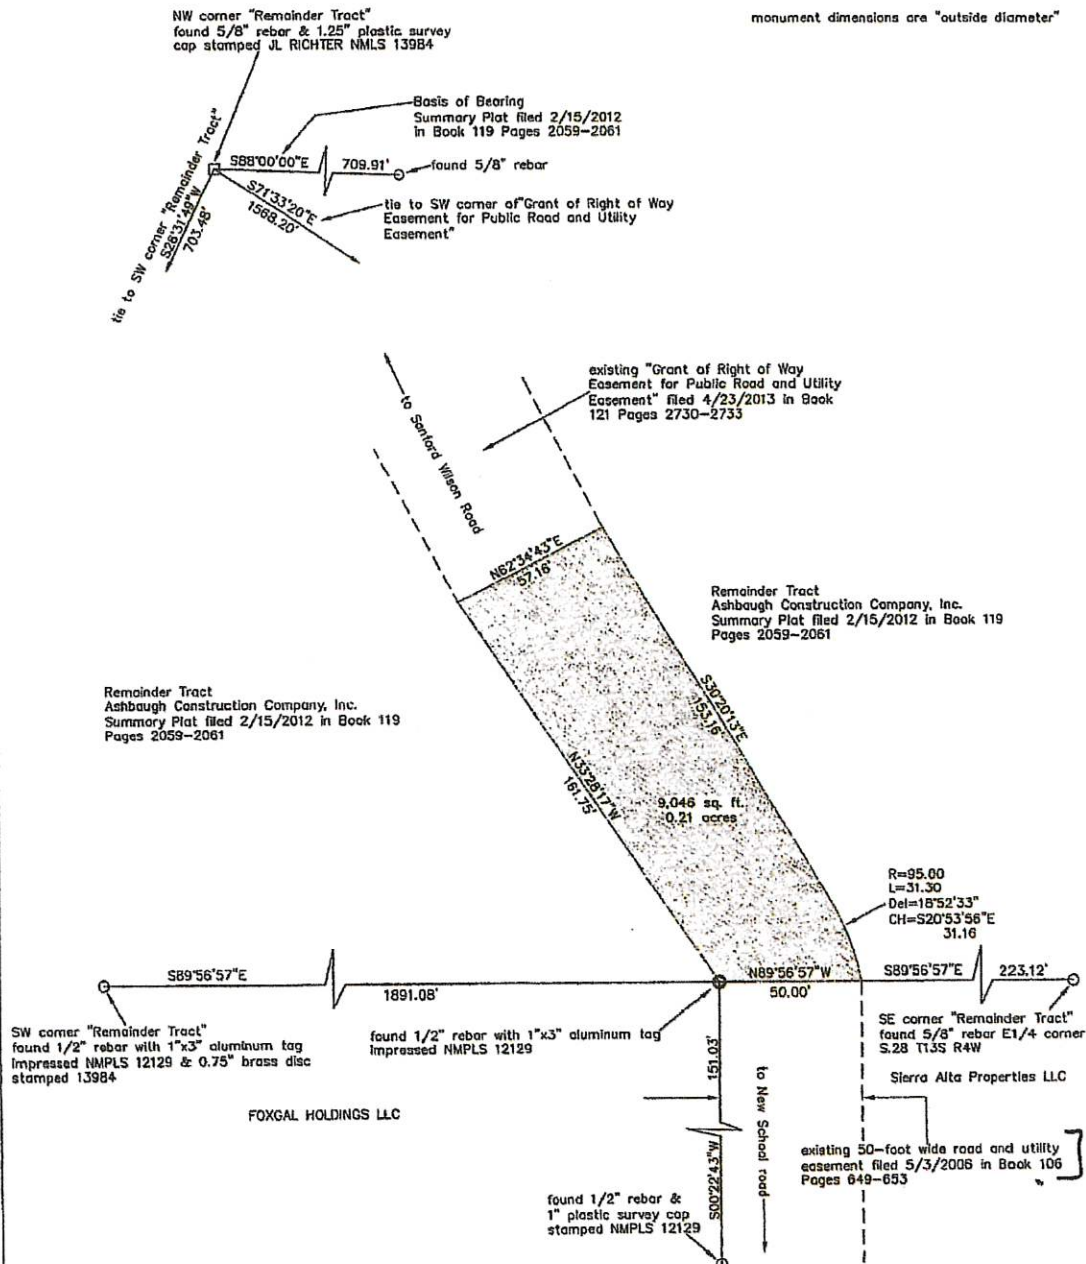 NW corner "Remainder Tract"
found 5/8" rebar & 1.25" plastic survey
cap stamped JL RICHTER NMLS 13984
monument dimensions are "outside diameter"
Basis of Bearing
Summary Plat filed 2/15/2012
in Book 119 Pages 2059-2061
S88°00'00"E
709.91'
found 5/8" rebar
S71°33'20"E
1568.20'
tie to SW corner of"Grant of Right of Way
Easement for Public Road and Utility
Easement"
tie to SW corner "Remainder Tract"
S28°31'49"W
703.48'
existing "Grant of Right of Way
Easement for Public Road and Utility
Easement" filed 4/23/2013 in Book
121 Pages 2730-2733
to Sanford Wilson Road
N62°34'43"E
57.16'
Remainder Tract
Ashbaugh Construction Company, Inc.
Summary Plat filed 2/15/2012 in Book 119
Pages 2059-2061
Remainder Tract
Ashbaugh Construction Company, Inc.
Summary Plat filed 2/15/2012 in Book 119
Pages 2059-2061
S30°20'13"E
153.16'
N33°28'17"W
161.75'
9,046 sq. ft.
0.21 acres
R=95.00
L=31.30
Del=18°52'33"
CH=S20°53'56"E
31.16
S89°56'57"E
1891.08'
N89°56'57"W
50.00'
S89°56'57"E
223.12'
SW corner "Remainder Tract"
found 1/2" rebar with 1"x3" aluminum tag
impressed NMPLS 12129 & 0.75" brass disc
stamped 13984
found 1/2" rebar with 1"x3" aluminum tag
impressed NMPLS 12129
SE corner "Remainder Tract"
found 5/8" rebar E1/4 corner
S.28 T13S R4W
151.03'
S00°22'43"W
to New School road
Sierra Alta Properties LLC
FOXGAL HOLDINGS LLC
existing 50-foot wide road and utility
easement filed 5/3/2006 in Book 106
Pages 649-653
found 1/2" rebar &
1" plastic survey cap
stamped NMPLS 12129